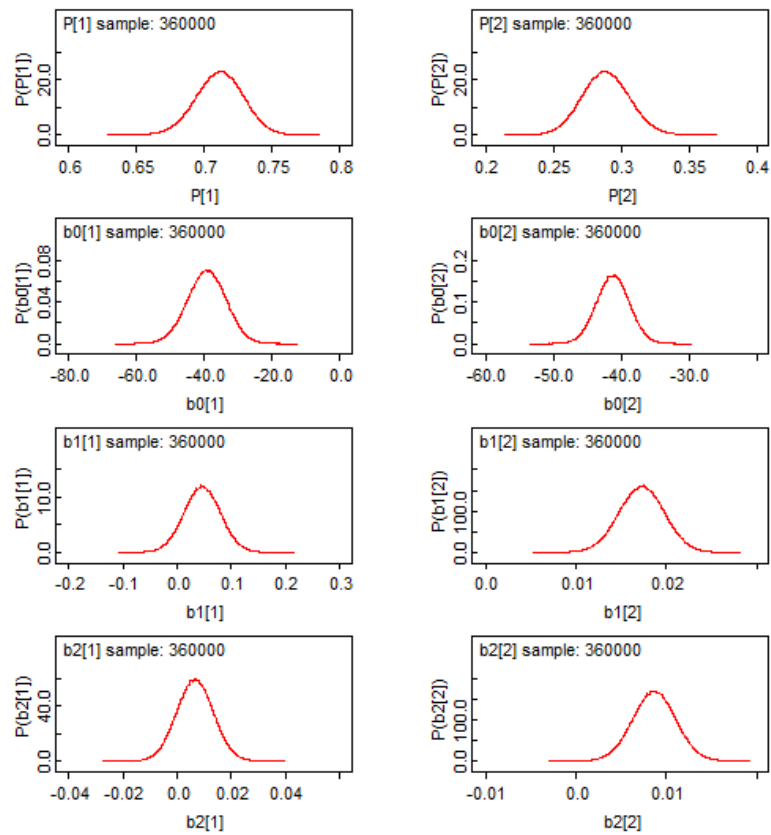 P[1] sample: 360000
P(P[1])
0.0 20.0
0.6 0.65 0.7 0.75 0.8
P[1]
P[2] sample: 360000
P(P[2])
0.0 20.0
0.2 0.25 0.3 0.35 0.4
P[2]
b0[1] sample: 360000
P(b0[1])
0.0 0.04 0.08
-80.0 -60.0 -40.0 -20.0 0.0
b0[1]
b0[2] sample: 360000
P(b0[2])
0.0 0.1 0.2
-60.0 -50.0 -40.0 -30.0
b0[2]
b1[1] sample: 360000
P(b1[1])
0.0 10.0
-0.2 -0.1 0.0 0.1 0.2 0.3
b1[1]
b1[2] sample: 360000
P(b1[2])
0.0 100.0
0.0 0.01 0.02
b1[2]
b2[1] sample: 360000
P(b2[1])
0.0 40.0
-0.04 -0.02 0.0 0.02 0.04
b2[1]
b2[2] sample: 360000
P(b2[2])
0.0 100.0
-0.01 0.0 0.01
b2[2]